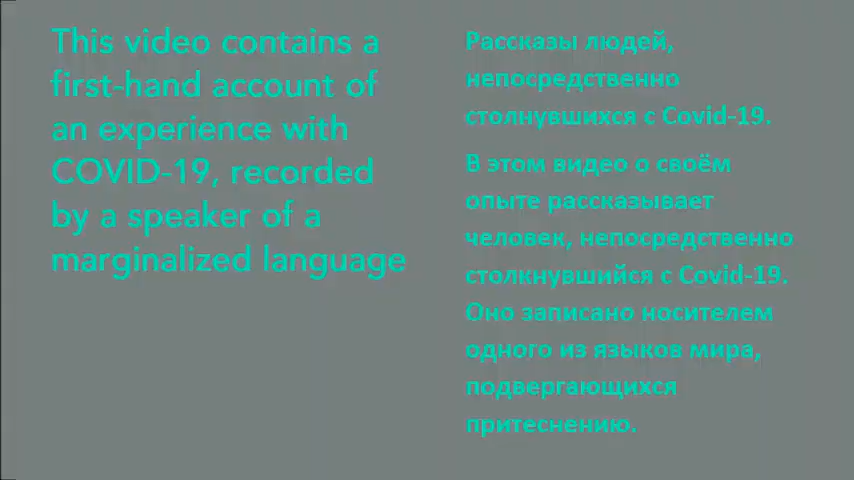 This video contains a
first-hand account of
an experience with
COVID-19, recorded
by a speaker of a
marginalized language
Рассказы людей,
непосредственно
столнувшихся с Covid-19.
В этом видео о своём
опыте рассказывает
человек, непосредственно
столкнувшийся с Covid-19.
Оно записано носителем
одного из языков мира,
подвергающихся
притеснению.